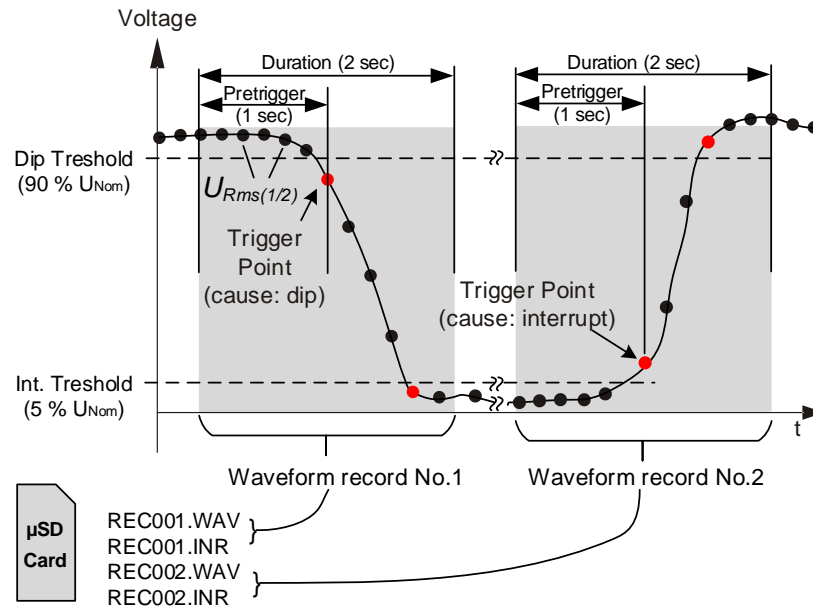 Voltage
Duration (2 sec)
Duration (2 sec)
Pretrigger
(1 sec)
Pretrigger
(1 sec)
Dip Treshold
(90 % UNom)
URms(1/2)
Trigger
Point
(cause: dip)
Trigger Point
(cause: interrupt)
Int. Treshold
(5 % UNom)
t
Waveform record No.1
Waveform record No.2
µSD
Card
REC001.WAV
REC001.INR
REC002.WAV
REC002.INR